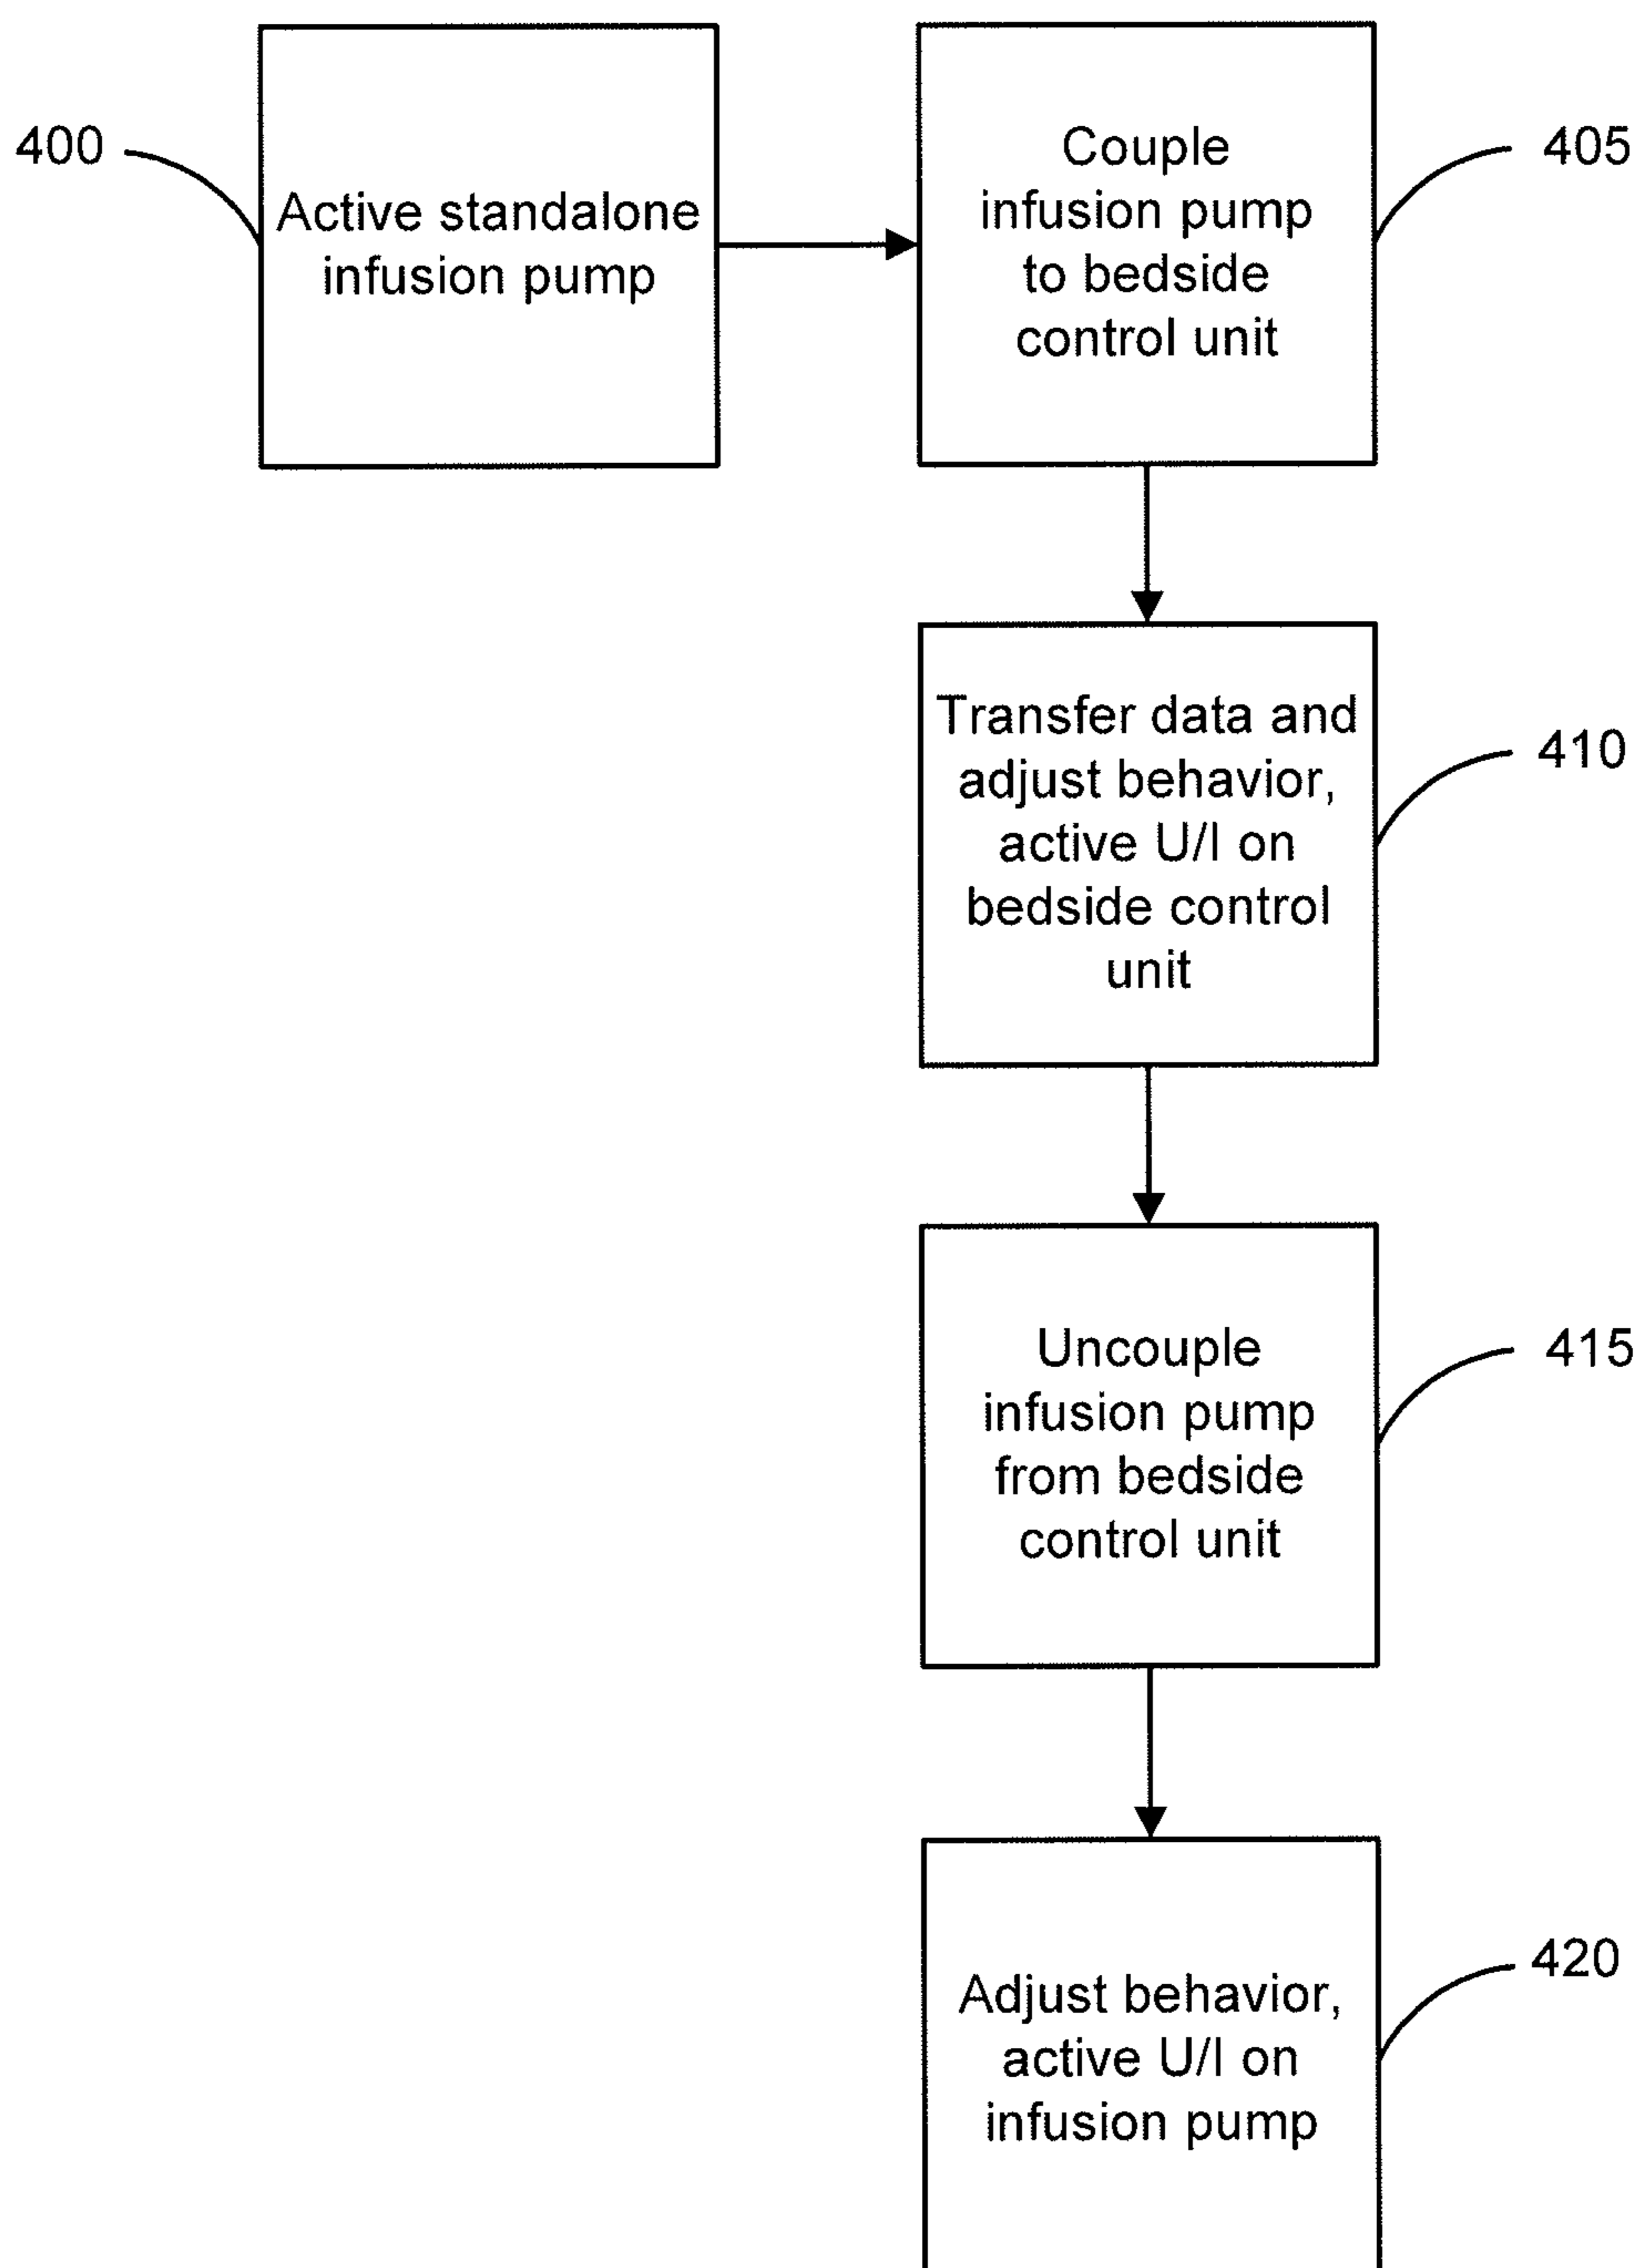 400
Active standalone
infusion pump
Couple
infusion pump
to bedside
control unit
405
Transfer data and
adjust behavior,
active U/I on
bedside control
unit
410
Uncouple
infusion pump
from bedside
control unit
415
Adjust behavior,
active U/I on
infusion pump
420